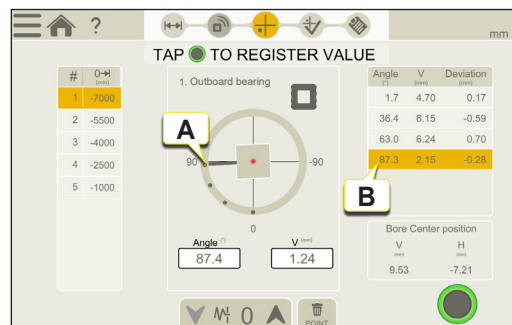 ?
mm
TAP TO REGISTER VALUE
# 0
(mm)
1 -7000
2 -5500
3 -4000
4 -2500
5 -1000
1. Outboard bearing
A
90
-90
0
Angle (°)
87.4
V (mm)
1.24
0
POINT
Angle V Deviation
(°) (mm) (mm)
1.7 4.70 0.17
36.4 6.15 -0.59
63.0 6.24 0.70
87.3 2.15 -0.28
B
Bore Center position
V H
(mm) (mm)
9.53 -7.21